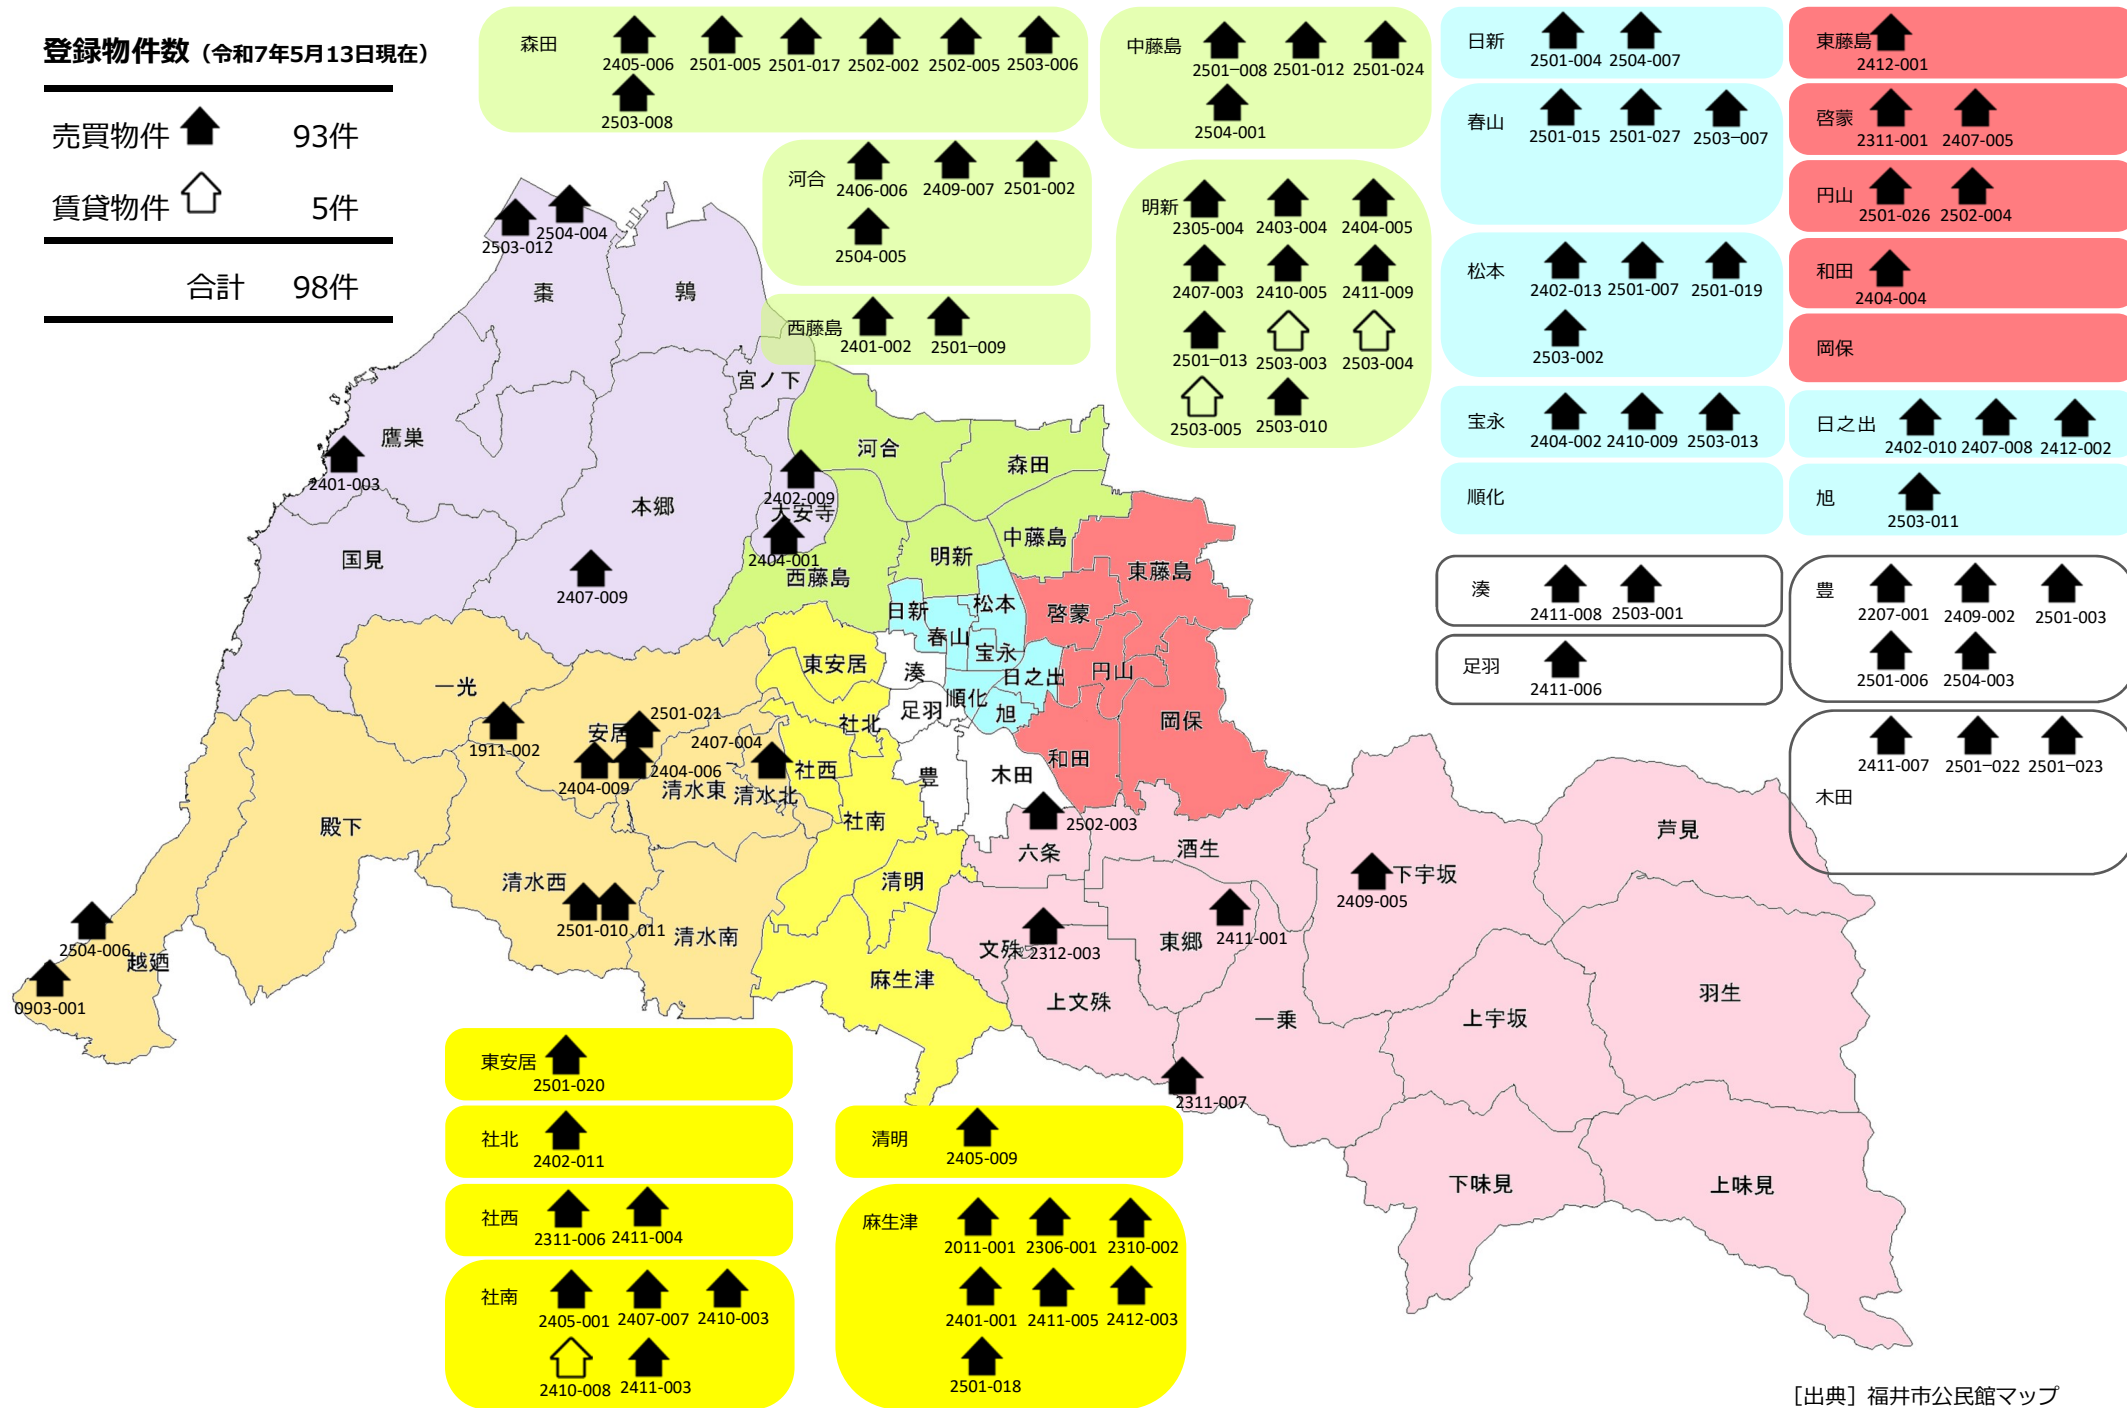 登録物件数（令和7年5月13日現在）
売買物件 93件
賃貸物件 5件
合計 98件
森田
2405-006 2501-005 2501-017 2502-002 2502-005 2503-006
2503-008
中藤島
2501−008 2501-012 2501-024
2504-001
日新
2501-004 2504-007
東藤島
2412-001
春山
2501-015 2501-027 2503−007
啓蒙
2311-001 2407-005
円山
2501-026 2502-004
河合
2406-006 2409-007 2501-002
2504-005
明新
2305-004 2403-004 2404-005
2407-003 2410-005 2411-009
2501−013 2503-003 2503-004
2503-005 2503-010
松本
2402-013 2501-007 2501-019
2503-002
和田
2404-004
岡保
西藤島
2401-002 2501−009
宝永
2404-002 2410-009 2503-013
日之出
2402-010 2407-008 2412-002
順化
旭
2503-011
湊
2411-008 2503-001
豊
2207-001 2409-002 2501-003
2501-006 2504-003
足羽
2411-006
木田
2411-007 2501−022 2501−023
2503-012
2504-004
棗
鶉
宮ノ下
鷹巣
2401-003
本郷
2402-009
大安寺
2404-001
国見
2407-009
河合
森田
西藤島
明新
中藤島
東藤島
日新
松本
啓蒙
春山
宝永
東安居
湊
日之出
円山
一光
順化
足羽
旭
岡保
社北
1911-002
安居
2501-021
2407-004
2404-006
2404-009
清水東
清水北
社西
豊
木田
和田
殿下
社南
2502-003
六条
酒生
下宇坂
芦見
清水西
2501-010 011
清水南
清明
2409-005
2504-006
越廼
0903-001
麻生津
文殊
2312-003
東郷
2411-001
上文殊
一乗
上宇坂
羽生
2311-007
下味見
上味見
東安居
2501-020
社北
2402-011
社西
2311-006 2411-004
社南
2405-001 2407-007 2410-003
2410-008 2411-003
清明
2405-009
麻生津
2011-001 2306-001 2310-002
2401-001 2411-005 2412-003
2501-018
［出典］福井市公民館マップ